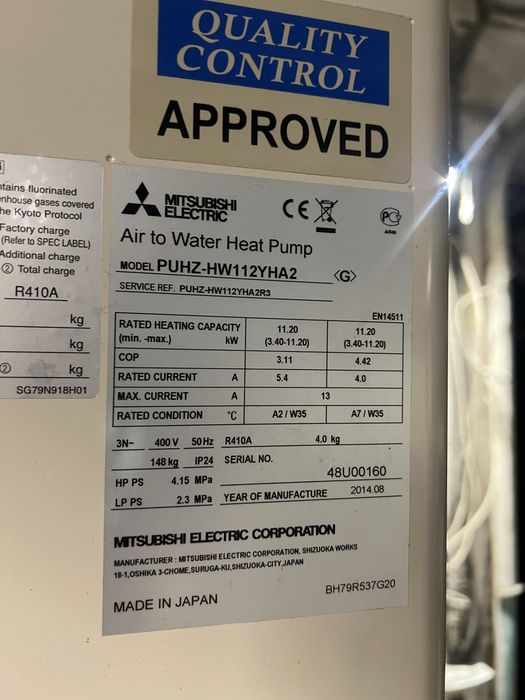 QUALITY
CONTROL
APPROVED
ntains fluorinated
nhouse gases covered
he Kyoto Protocol
Factory charge
(Refer to SPEC LABEL)
Additional charge
② Total charge
R410A
kg
kg
② kg
SG79N918H01
MITSUBISHI
ELECTRIC
CE
PC
Air to Water Heat Pump
MODEL PUHZ-HW112YHA2 <G>
SERVICE REF. PUHZ-HW112YHA2R3
EN14511
RATED HEATING CAPACITY (min. -max.) kW 11.20 (3.40-11.20) 11.20 (3.40-11.20)
COP 3.11 4.42
RATED CURRENT A 5.4 4.0
MAX. CURRENT A 13
RATED CONDITION °C A2 / W35 A7 / W35
3N~ 400 V 50 Hz R410A 4.0 kg
148 kg IP24 SERIAL NO. 48U00160
HP PS 4.15 MPa
LP PS 2.3 MPa YEAR OF MANUFACTURE 2014.08
MITSUBISHI ELECTRIC CORPORATION
MANUFACTURER : MITSUBISHI ELECTRIC CORPORATION, SHIZUOKA WORKS
18-1,OSHIKA 3-CHOME,SURUGA-KU,SHIZUOKA-CITY,JAPAN
MADE IN JAPAN
BH79R537G20